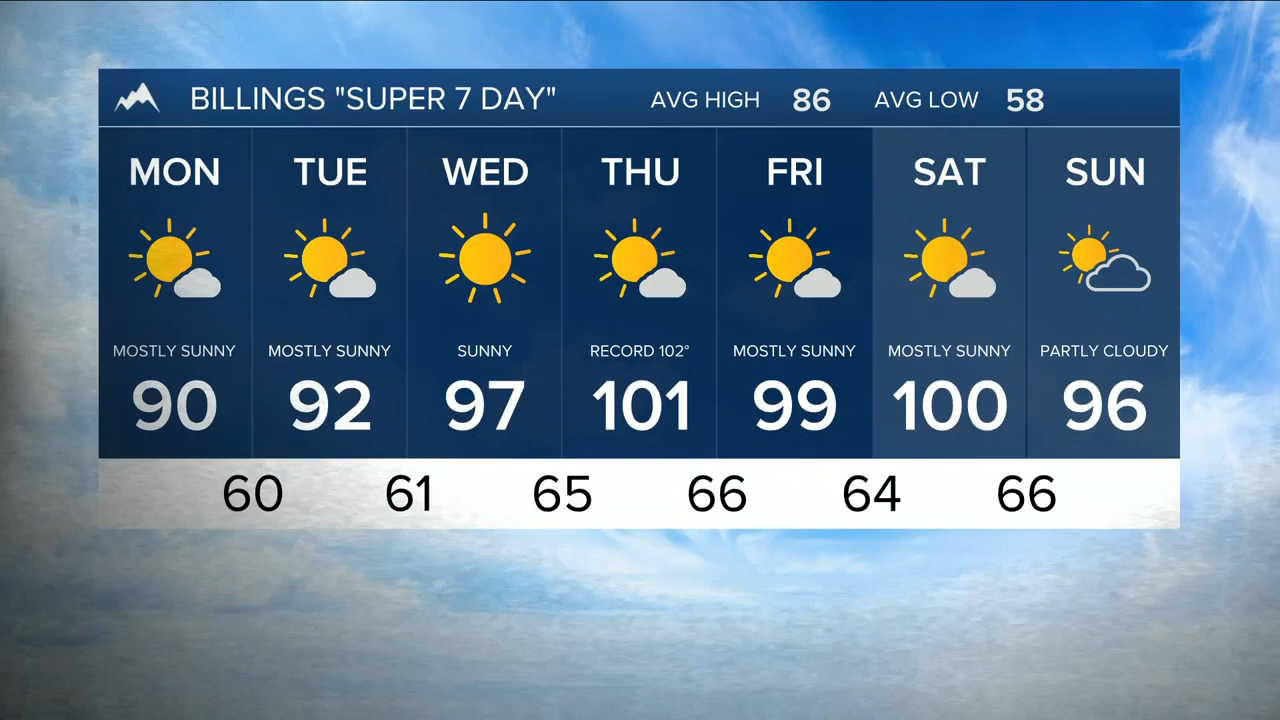 BILLINGS "SUPER 7 DAY" AVG HIGH 86 AVG LOW 58
MON TUE WED THU FRI SAT SUN
MOSTLY SUNNY MOSTLY SUNNY SUNNY RECORD 102° MOSTLY SUNNY MOSTLY SUNNY PARTLY CLOUDY
90 92 97 101 99 100 96
60 61 65 66 64 66